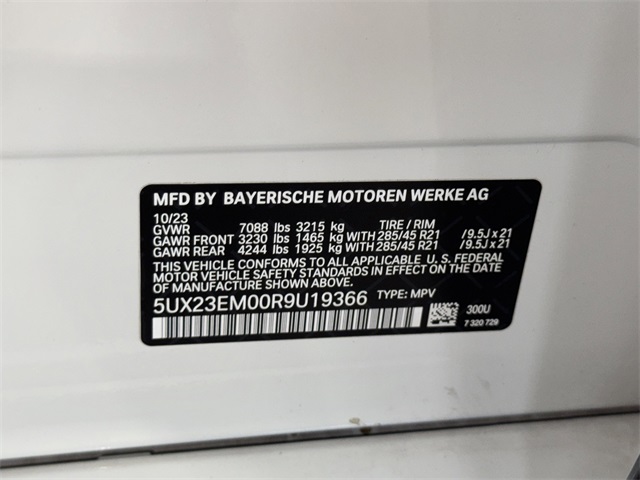 MFD BY BAYERISCHE MOTOREN WERKE AG
10/23
GVWR 7088 lbs 3215 kg TIRE / RIM
GAWR FRONT 3230 lbs 1465 kg WITH 285/45 R21 /9.5J x 21
GAWR REAR 4244 lbs 1925 kg WITH 285/45 R21 /9.5J x 21
THIS VEHICLE CONFORMS TO ALL APPLICABLE U. S. FEDERAL
MOTOR VEHICLE SAFETY STANDARDS IN EFFECT ON THE
DATE OF MANUFACTURE SHOWN ABOVE.
5UX23EM00R9U19366 TYPE: MPV
300U
7 320 729